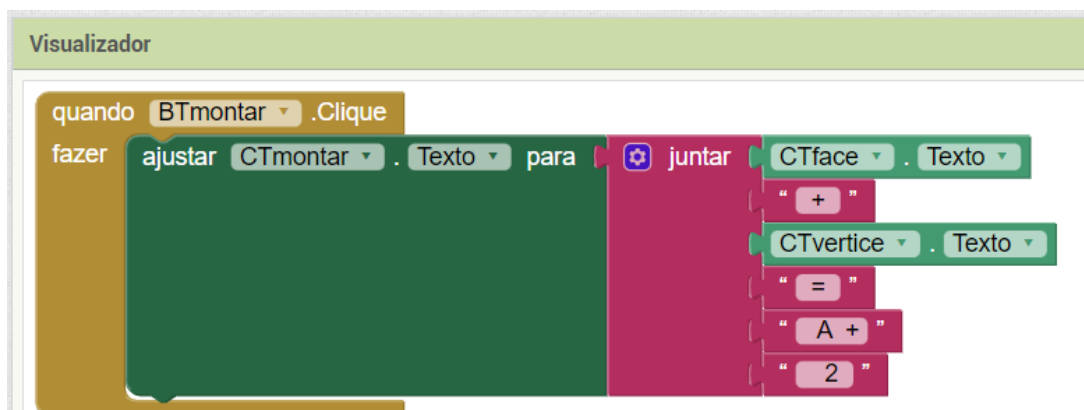 Visualizador
quando BTmontar .Clique
fazer ajustar CTmontar . Texto para juntar CTface . Texto
“ + ”
CTvertice . Texto
“ = ”
“ A + ”
“ 2 ”